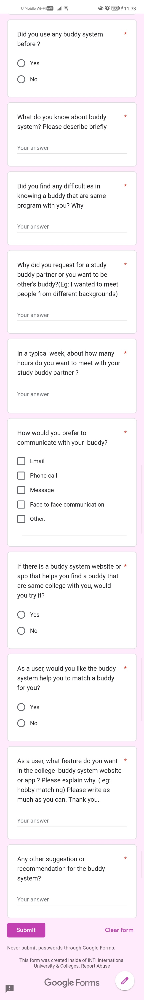 U Mobile Wi-Fi VoWiFi 100 11:33
Did you use any buddy system *
before ?
Yes
No
What do you know about buddy *
system? Please describe briefly
Your answer
Did you find any difficulties in *
knowing a buddy that are same
program with you? Why
Your answer
Why did you request for a study *
buddy partner or you want to be
other's buddy?(Eg: I wanted to meet
people from different backgrounds)
Your answer
In a typical week, about how many *
hours do you want to meet with your
study buddy partner ?
Your answer
How would you prefer to *
communicate with your  buddy?
Email
Phone call
Message
Face to face communication
Other:
If there is a buddy system website or *
app that helps you find a buddy that
are same college with you, would
you try it?
Yes
No
As a user, would you like the buddy *
system help you to match a buddy
for you?
Yes
No
As a user, what feature do you want *
in the college  buddy system website
or app ? Please explain why. ( eg:
hobby matching) Please write as
much as you can. Thank you.
Your answer
Any other suggestion or *
recommendation for the buddy
system?
Your answer
Submit Clear form
Never submit passwords through Google Forms.
This form was created inside of INTI International
University & Colleges. Report Abuse
Google Forms